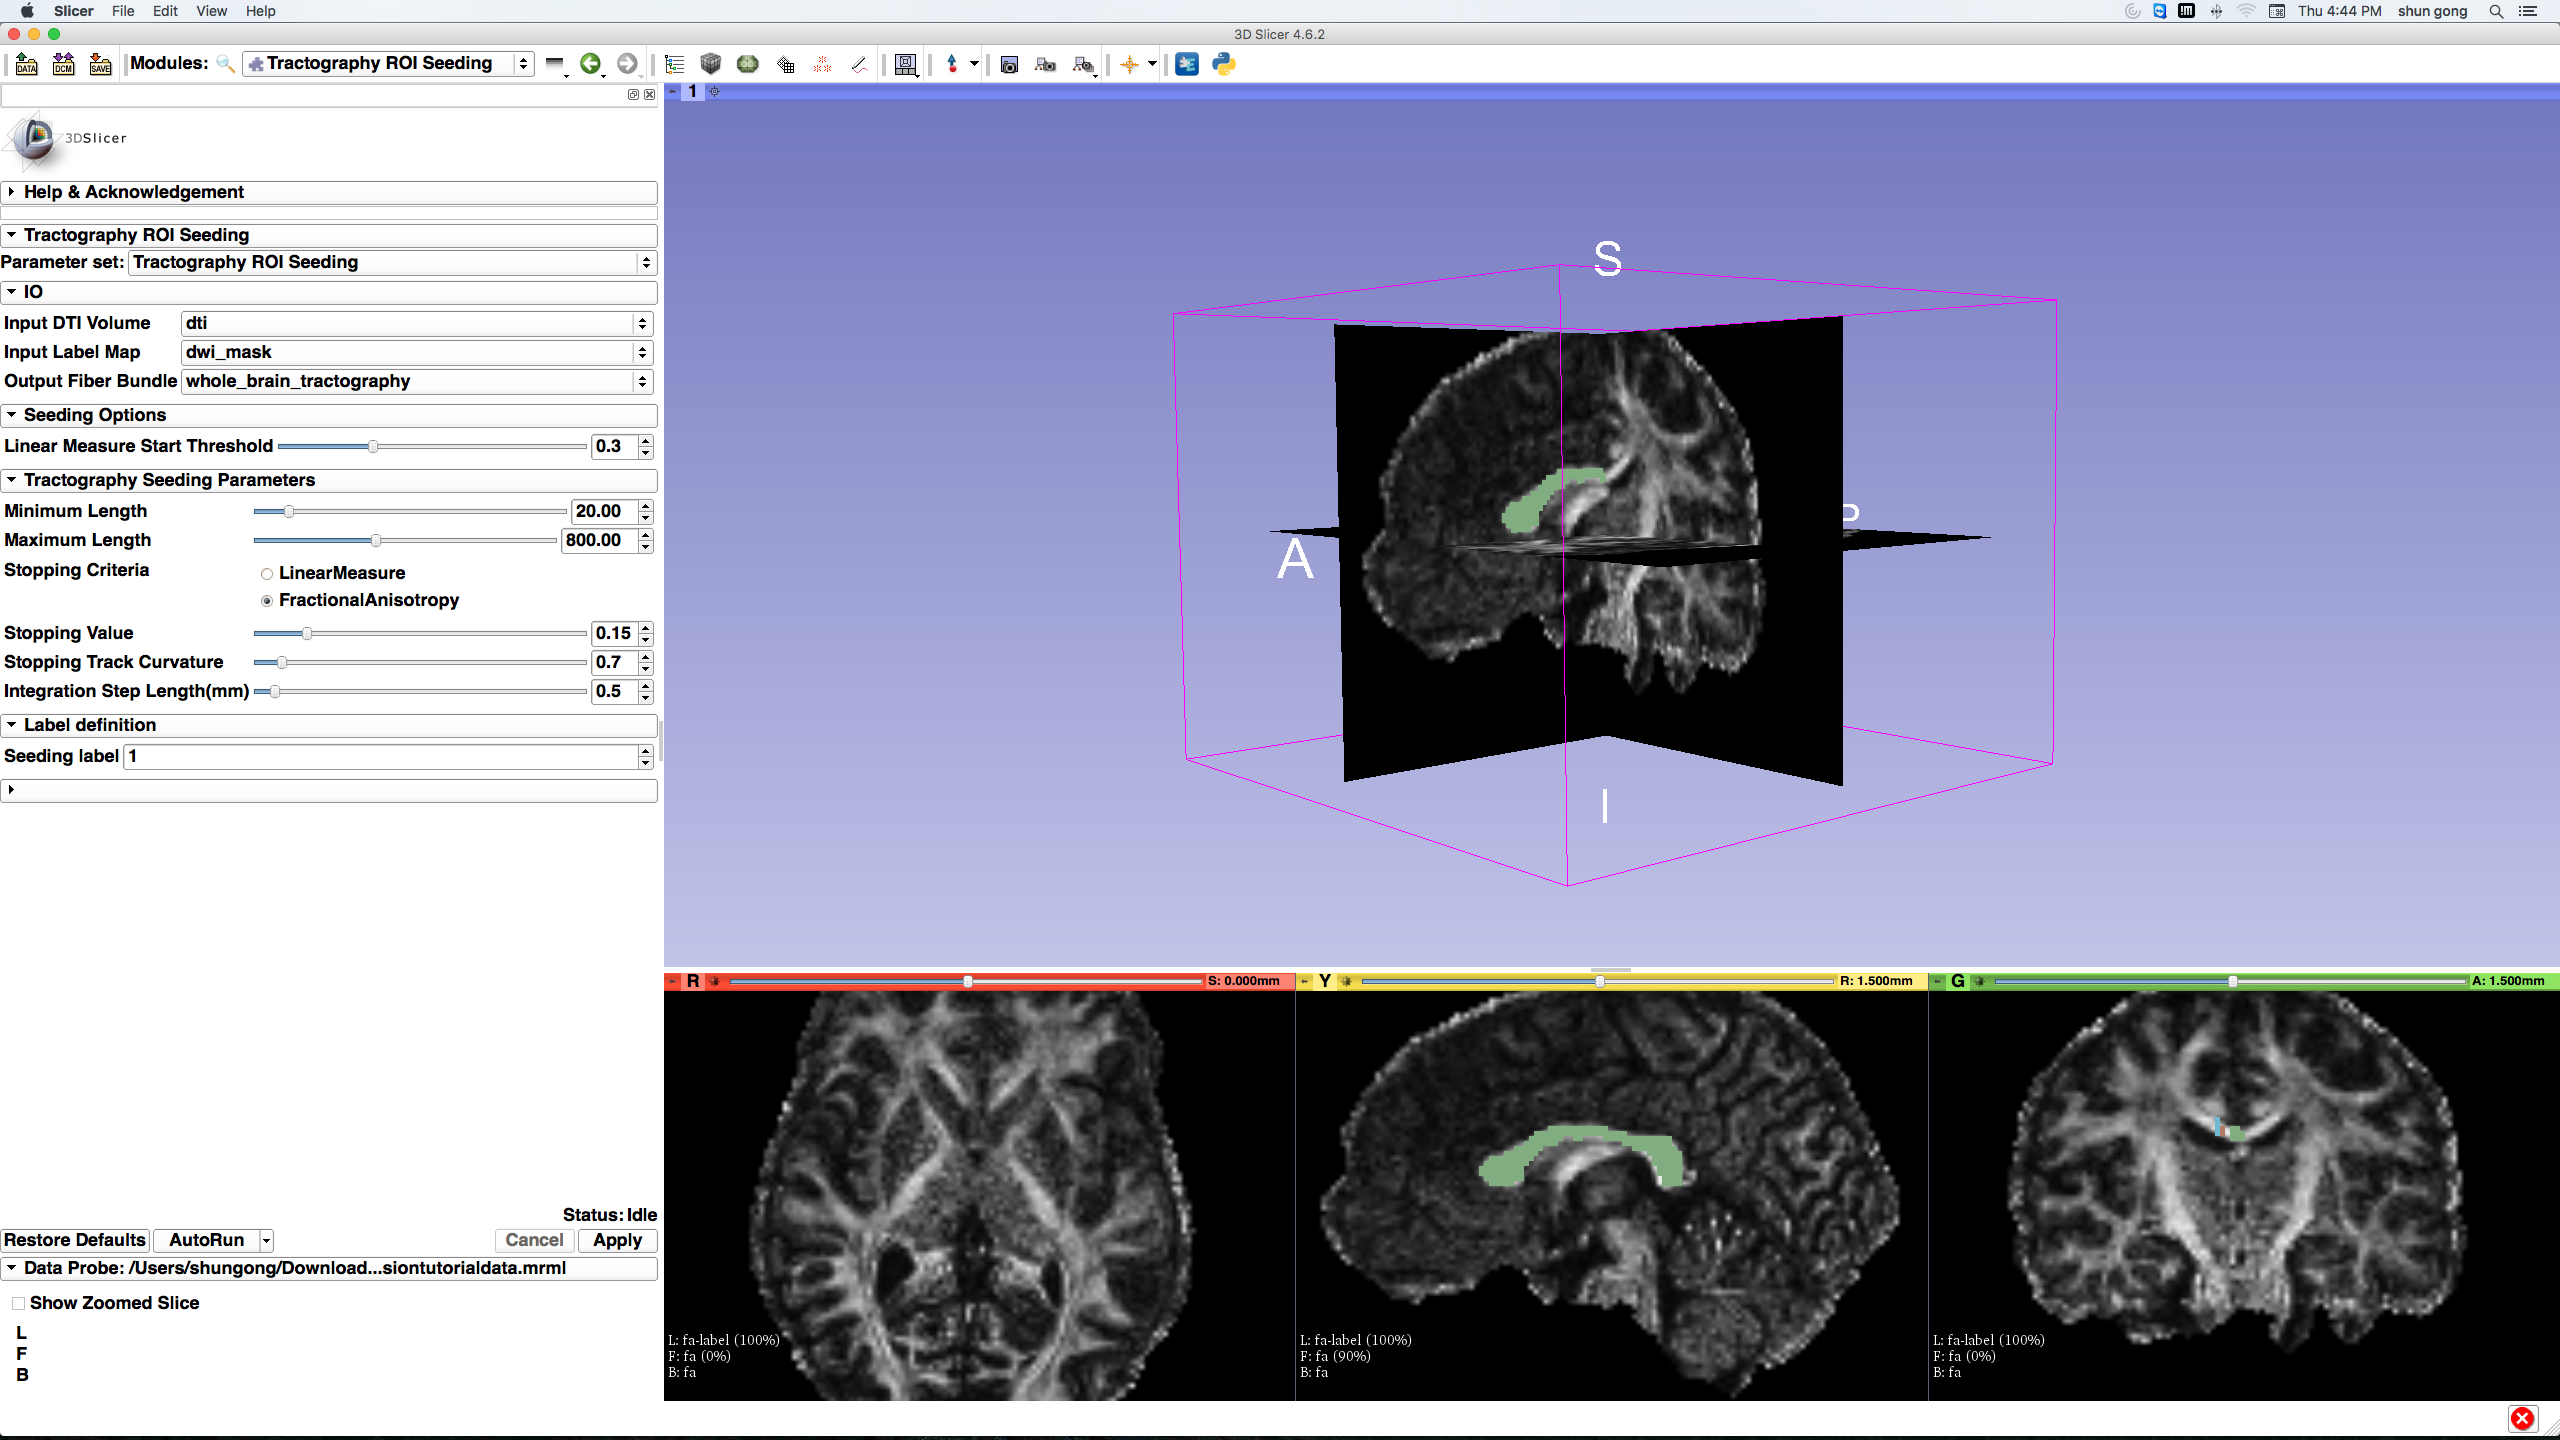 Slicer File Edit View Help
Thu 4:44 PM shun gong
3D Slicer 4.6.2
DATA DCM SAVE Modules: Tractography ROI Seeding
1
3DSlicer
Help & Acknowledgement
Tractography ROI Seeding
Parameter set: Tractography ROI Seeding
IO
Input DTI Volume dti
Input Label Map dwi_mask
Output Fiber Bundle whole_brain_tractography
Seeding Options
Linear Measure Start Threshold 0.3
Tractography Seeding Parameters
Minimum Length 20.00
Maximum Length 800.00
Stopping Criteria LinearMeasure
FractionalAnisotropy
Stopping Value 0.15
Stopping Track Curvature 0.7
Integration Step Length(mm) 0.5
Label definition
Seeding label 1
Status: Idle
Restore Defaults AutoRun Cancel Apply
Data Probe: /Users/shungong/Download...siontutorialdata.mrml
Show Zoomed Slice
L
F
B
S
A
P
I
R S: 0.000mm
L: fa-label (100%)
F: fa (0%)
B: fa
Y R: 1.500mm
L: fa-label (100%)
F: fa (90%)
B: fa
G A: 1.500mm
L: fa-label (100%)
F: fa (0%)
B: fa